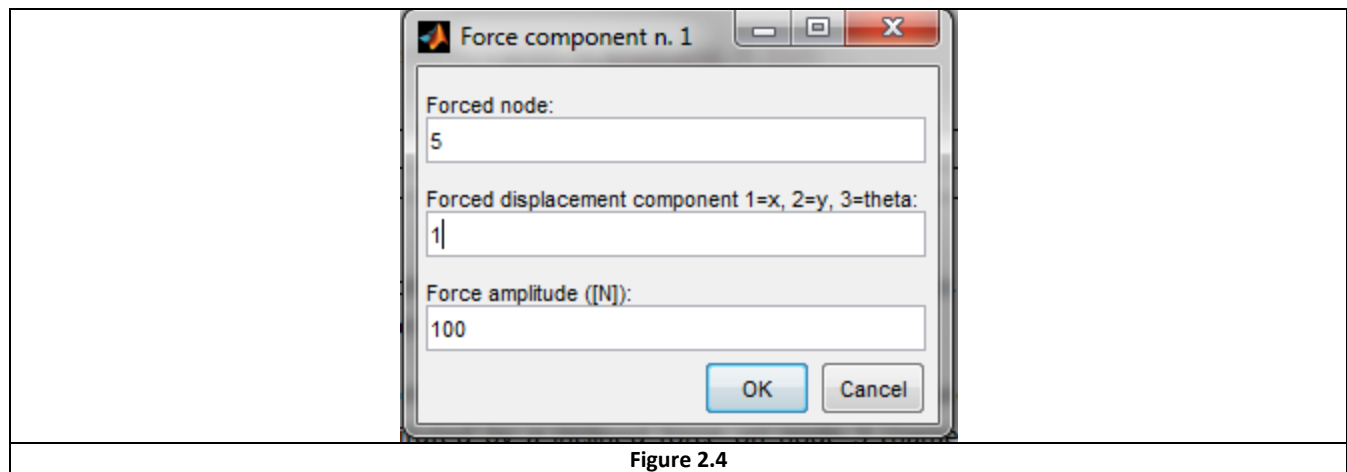 Force component n. 1
Forced node:
5
Forced displacement component 1=x, 2=y, 3=theta:
1
Force amplitude ([N]):
100
OK Cancel
Figure 2.4